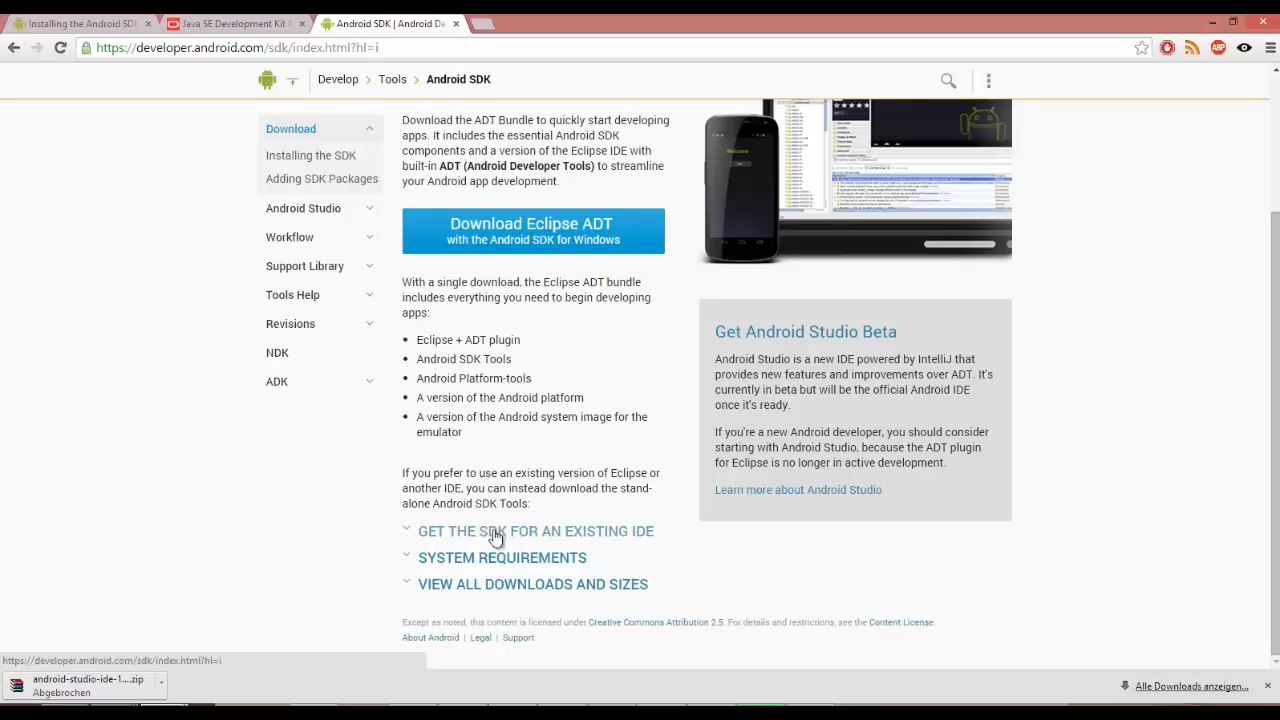 Installing the Android SD
Java SE Development Kit
Android SDK | Android De
https://developer.android.com/sdk/index.html?hl=i
ABP
Develop > Tools > Android SDK
Download
Installing the SDK
Adding SDK Packages
Android Studio
Workflow
Support Library
Tools Help
Revisions
NDK
ADK
Download the ADT Bundle to quickly start developing
apps. It includes the essential Android SDK
components and a version of the Eclipse IDE with
built-in ADT (Android Developer Tools) to streamline
your Android app development.
Download Eclipse ADT
with the Android SDK for Windows
With a single download, the Eclipse ADT bundle
includes everything you need to begin developing
apps:
• Eclipse + ADT plugin
• Android SDK Tools
• Android Platform-tools
• A version of the Android platform
• A version of the Android system image for the
emulator
If you prefer to use an existing version of Eclipse or
another IDE, you can instead download the stand-
alone Android SDK Tools:
GET THE SDK FOR AN EXISTING IDE
SYSTEM REQUIREMENTS
VIEW ALL DOWNLOADS AND SIZES
Get Android Studio Beta
Android Studio is a new IDE powered by IntelliJ that
provides new features and improvements over ADT. It's
currently in beta but will be the official Android IDE
once it's ready.
If you're a new Android developer, you should consider
starting with Android Studio, because the ADT plugin
for Eclipse is no longer in active development.
Learn more about Android Studio
Except as noted, this content is licensed under Creative Commons Attribution 2.5. For details and restrictions, see the Content License.
About Android | Legal | Support
https://developer.android.com/sdk/index.html?hl=i
android-studio-ide-1....zip
Abgebrochen
Alle Downloads anzeigen...